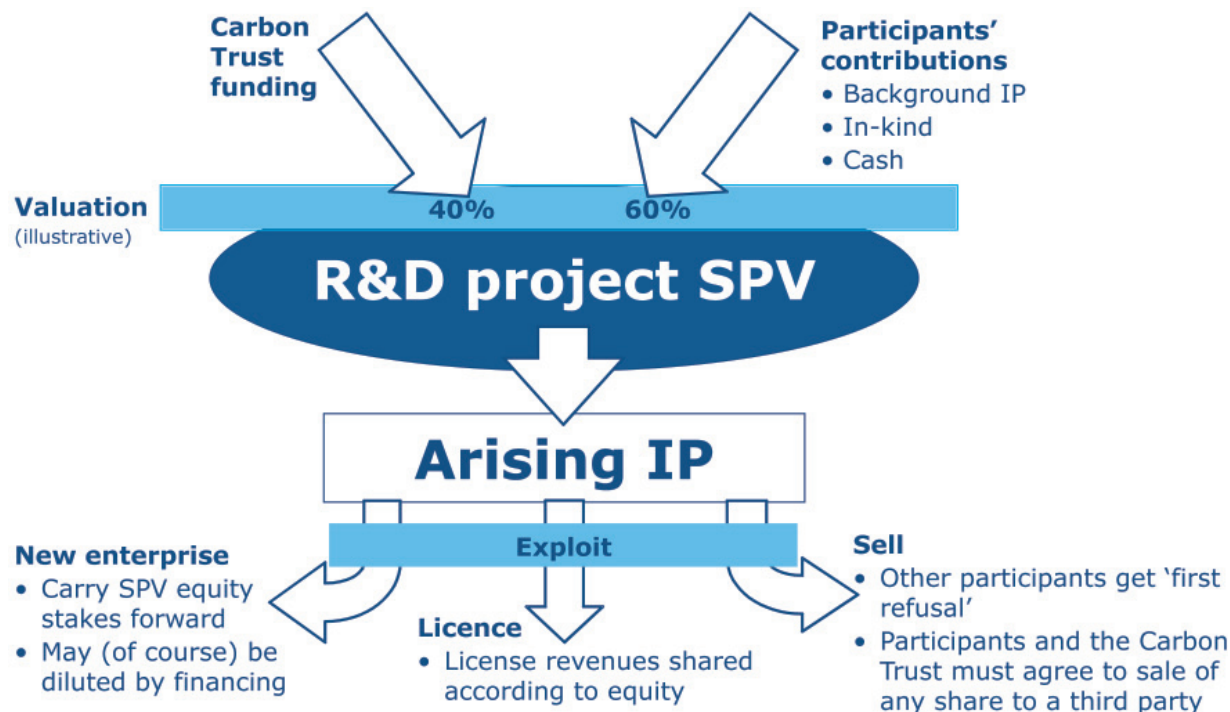 Carbon
Trust
funding
Participants’
contributions
• Background IP
• In-kind
• Cash
Valuation
(illustrative)
40%
60%
R&D project SPV
Arising IP
Exploit
New enterprise
• Carry SPV equity
stakes forward
• May (of course) be
diluted by financing
Licence
• License revenues shared
according to equity
Sell
• Other participants get ‘first
refusal’
• Participants and the Carbon
Trust must agree to sale of
any share to a third party